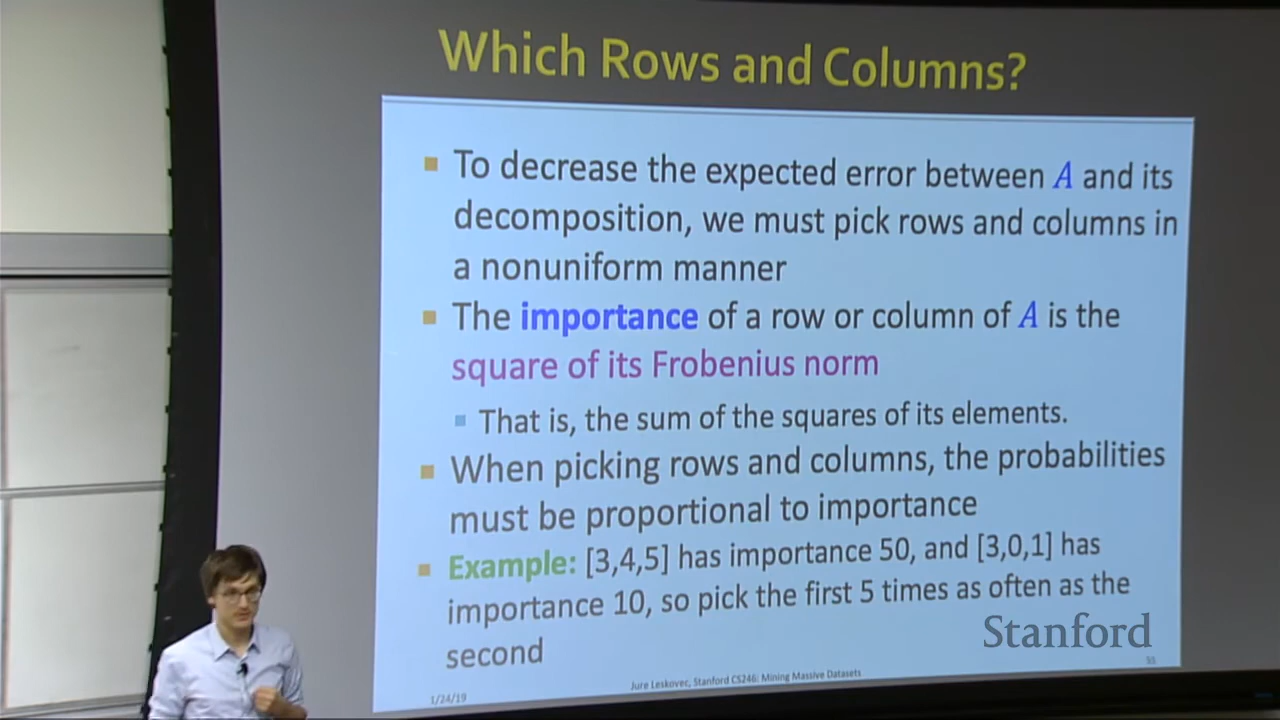 Which Rows and Columns?
To decrease the expected error between A and its
decomposition, we must pick rows and columns in
a nonuniform manner
The importance of a row or column of A is the
square of its Frobenius norm
That is, the sum of the squares of its elements.
When picking rows and columns, the probabilities
must be proportional to importance
Example: [3,4,5] has importance 50, and [3,0,1] has
importance 10, so pick the first 5 times as often as the
second
Stanford
1/24/19
Jure Leskovec, Stanford CS246: Mining Massive Datasets